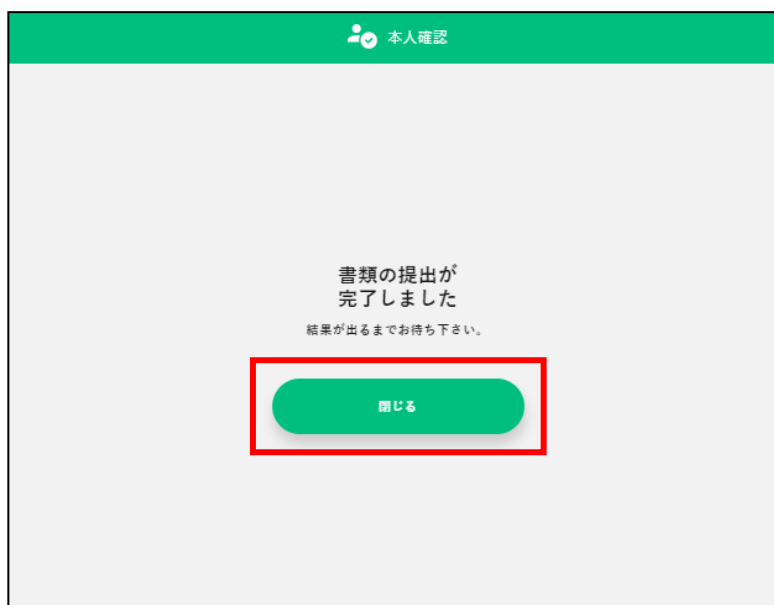 本人確認
書類の提出が
完了しました
結果が出るまでお待ち下さい。
閉じる